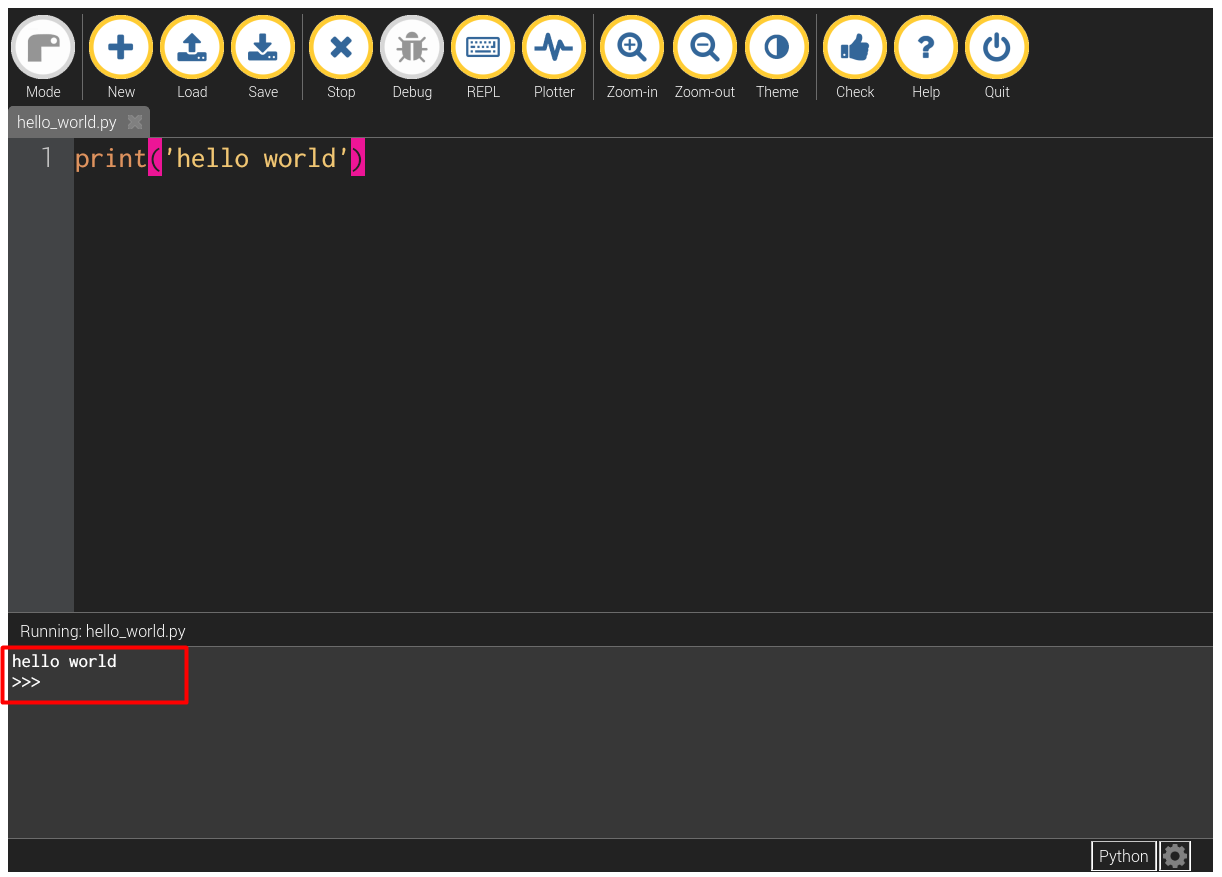 Mode New Load Save Stop Debug REPL Plotter Zoom-in Zoom-out Theme Check Help Quit
hello_world.py
1 print('hello world')
Running: hello_world.py
hello world
>>>
Python